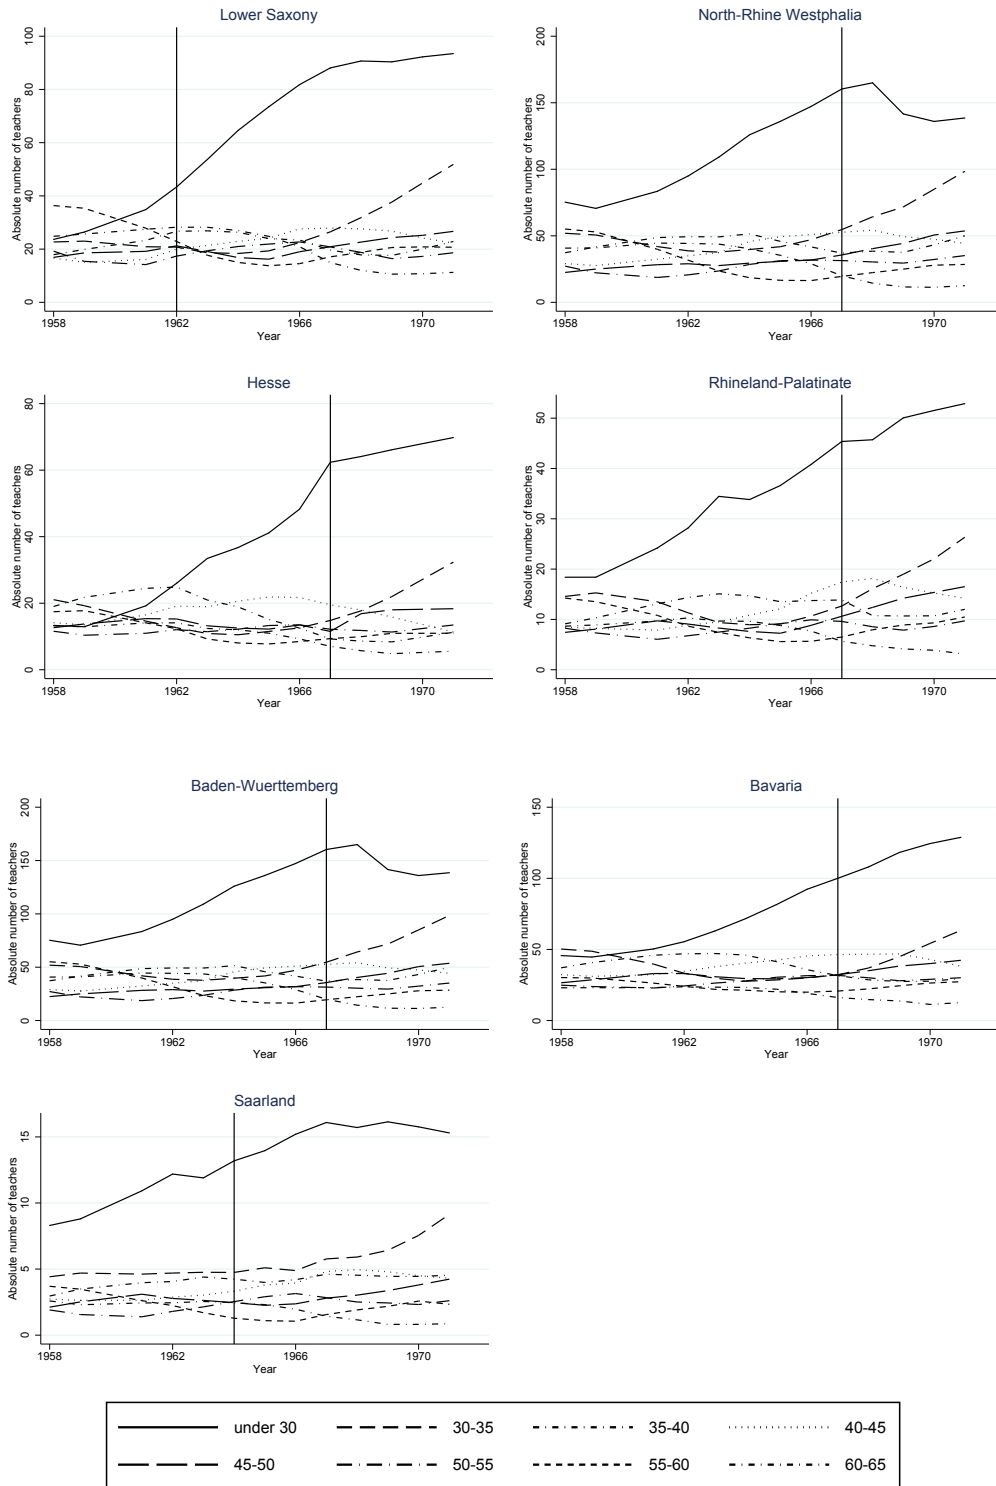 Lower Saxony
Absolute number of teachers
0 20 40 60 80 100
1958 1962 1966 1970
Year
North-Rhine Westphalia
Absolute number of teachers
0 50 100 150 200
1958 1962 1966 1970
Year
Hesse
Absolute number of teachers
0 20 40 60 80
1958 1962 1966 1970
Year
Rhineland-Palatinate
Absolute number of teachers
0 10 20 30 40 50
1958 1962 1966 1970
Year
Baden-Wuerttemberg
Absolute number of teachers
0 50 100 150 200
1958 1962 1966 1970
Year
Bavaria
Absolute number of teachers
0 50 100 150
1958 1962 1966 1970
Year
Saarland
Absolute number of teachers
0 5 10 15
1958 1962 1966 1970
Year
under 30 30-35 35-40 40-45
45-50 50-55 55-60 60-65